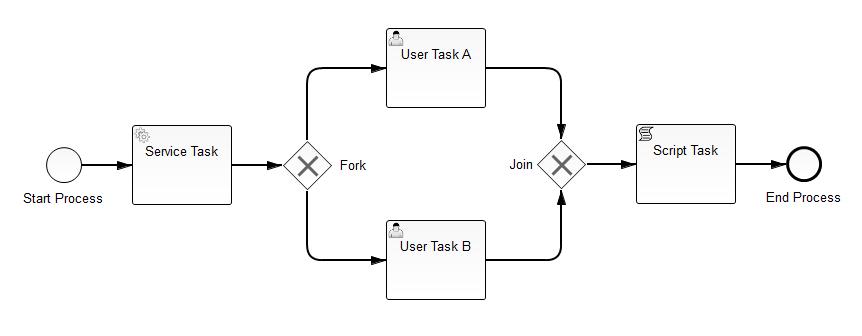 User Task A
Service Task
Fork
Join
Script Task
Start Process
End Process
User Task B